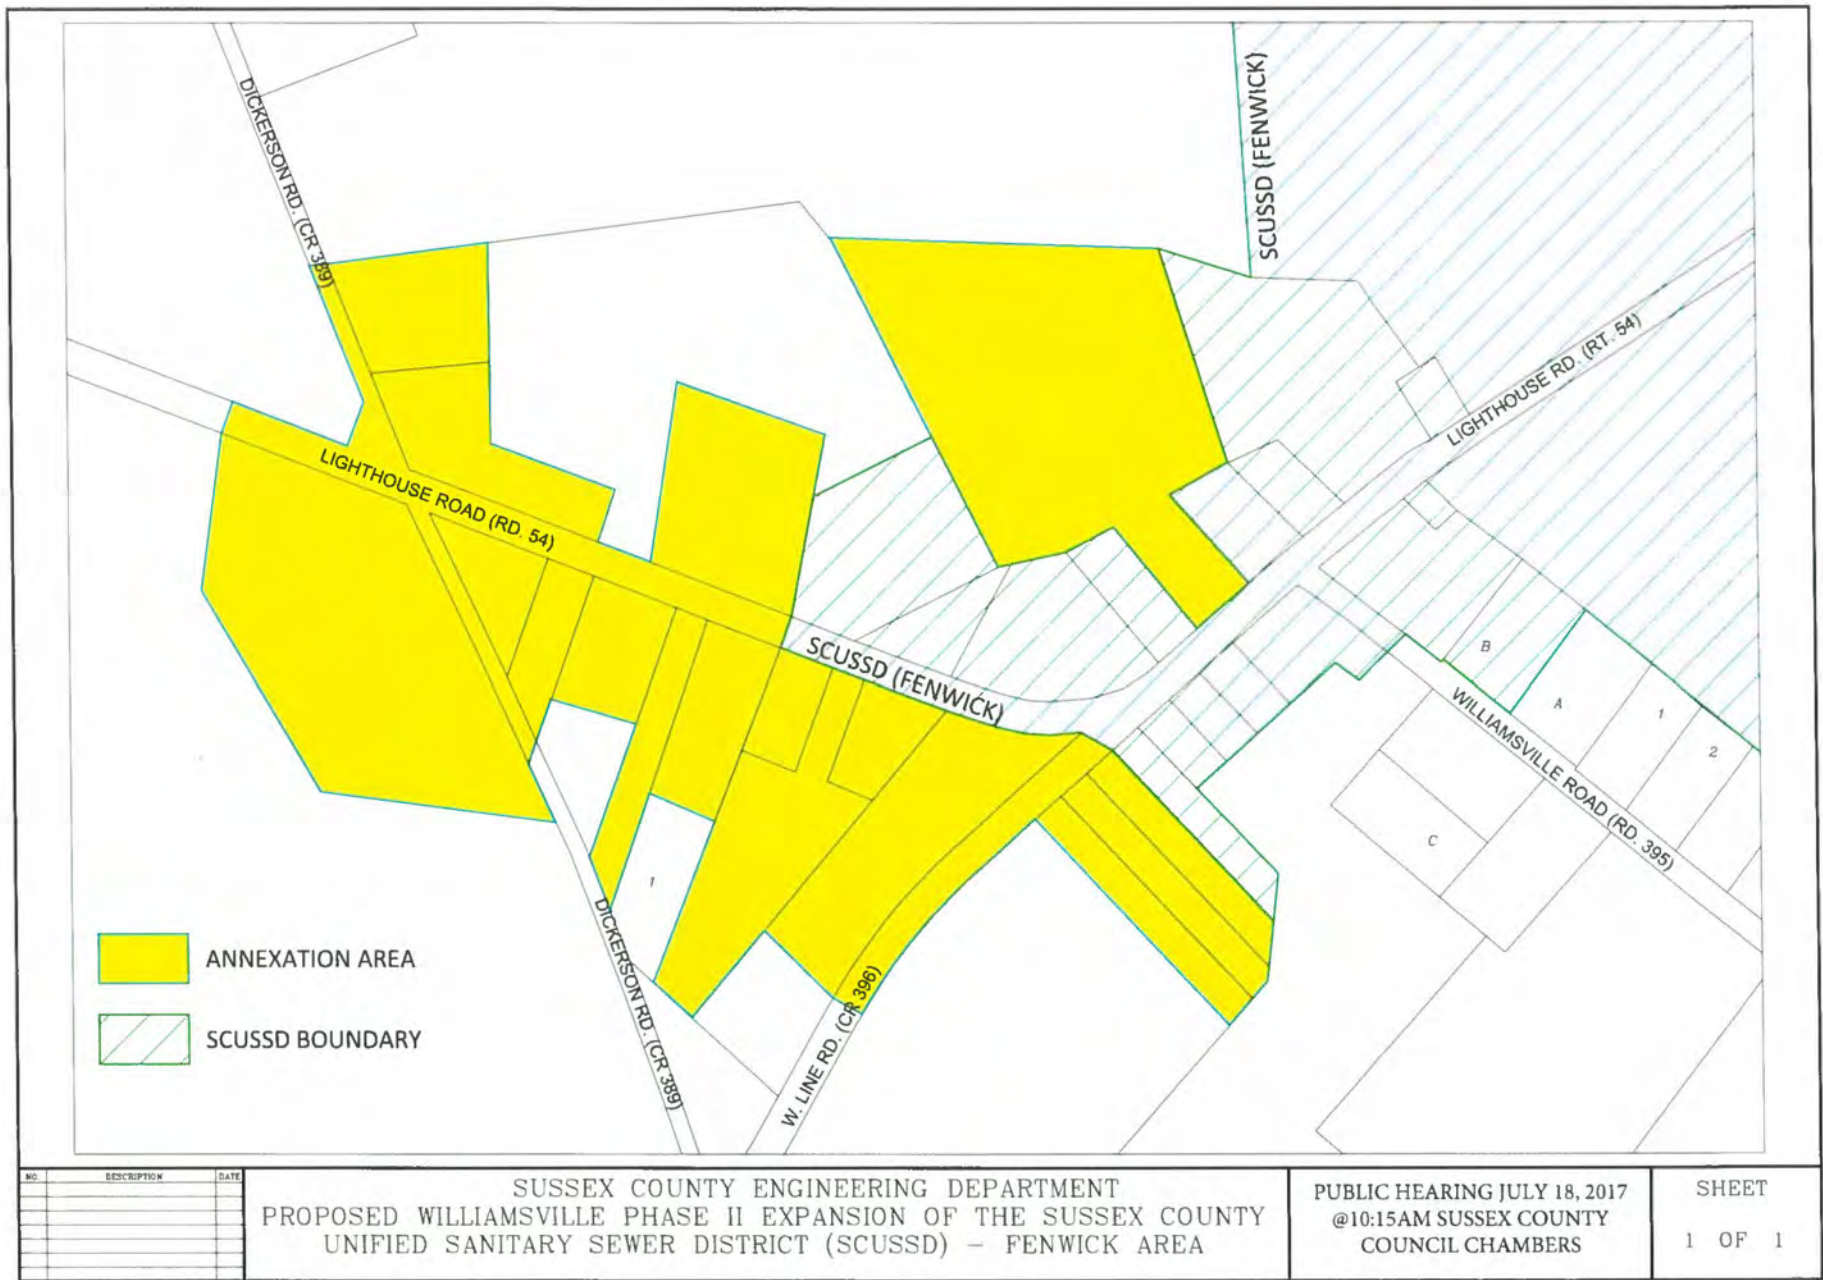 DICKERSON RD. (CR 389)
SCUSSD (FENWICK)
LIGHTHOUSE RD. (RT. 54)
LIGHTHOUSE ROAD (RD. 54)
SCUSSD (FENWICK)
B
A
1
2
WILLIAMSVILLE ROAD (RD. 395)
C
1
DICKERSON RD. (CR 389)
W. LINE RD. (CR 396)
ANNEXATION AREA
SCUSSD BOUNDARY
NO.
DESCRIPTION
DATE
SUSSEX COUNTY ENGINEERING DEPARTMENT
PROPOSED WILLIAMSVILLE PHASE II EXPANSION OF THE SUSSEX COUNTY
UNIFIED SANITARY SEWER DISTRICT (SCUSSD) – FENWICK AREA
PUBLIC HEARING JULY 18, 2017
@10:15AM SUSSEX COUNTY
COUNCIL CHAMBERS
SHEET
1 OF 1